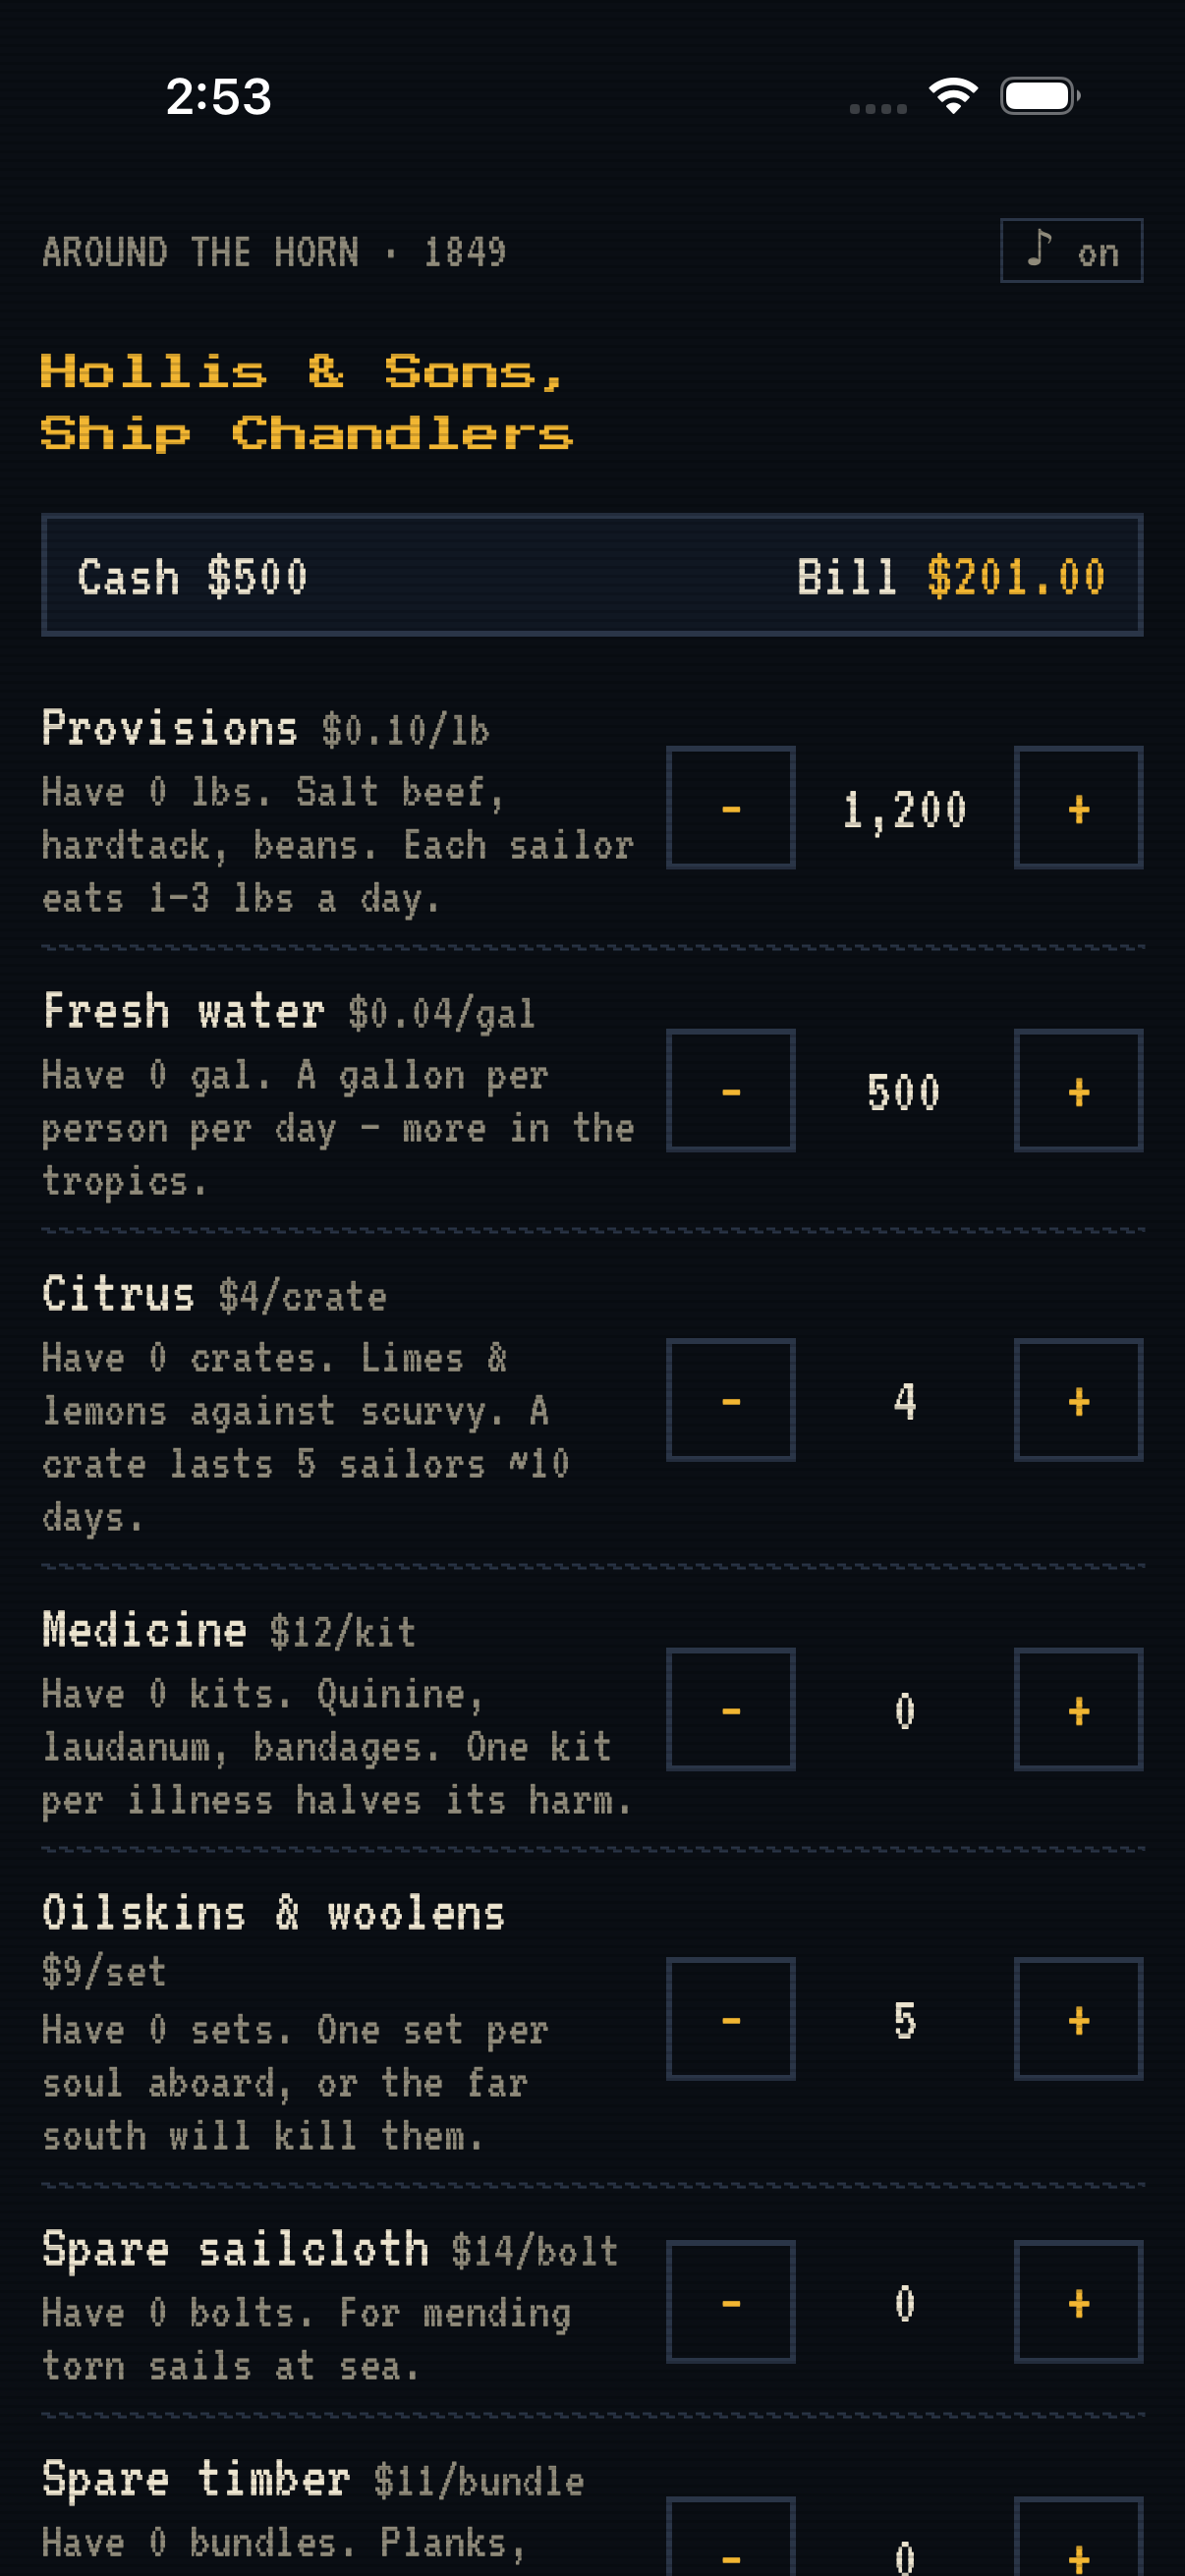 2:53
AROUND THE HORN · 1849
♪ on
Hollis & Sons,
Ship Chandlers
Cash $500
Bill $201.00
Provisions $0.10/lb
Have 0 lbs. Salt beef,
hardtack, beans. Each sailor
eats 1–3 lbs a day.
- 1,200 +
Fresh water $0.04/gal
Have 0 gal. A gallon per
person per day — more in the
tropics.
- 500 +
Citrus $4/crate
Have 0 crates. Limes &
lemons against scurvy. A
crate lasts 5 sailors ~10
days.
- 4 +
Medicine $12/kit
Have 0 kits. Quinine,
laudanum, bandages. One kit
per illness halves its harm.
- 0 +
Oilskins & woolens
$9/set
Have 0 sets. One set per
soul aboard, or the far
south will kill them.
- 5 +
Spare sailcloth $14/bolt
Have 0 bolts. For mending
torn sails at sea.
- 0 +
Spare timber $11/bundle
Have 0 bundles. Planks,
- 0 +